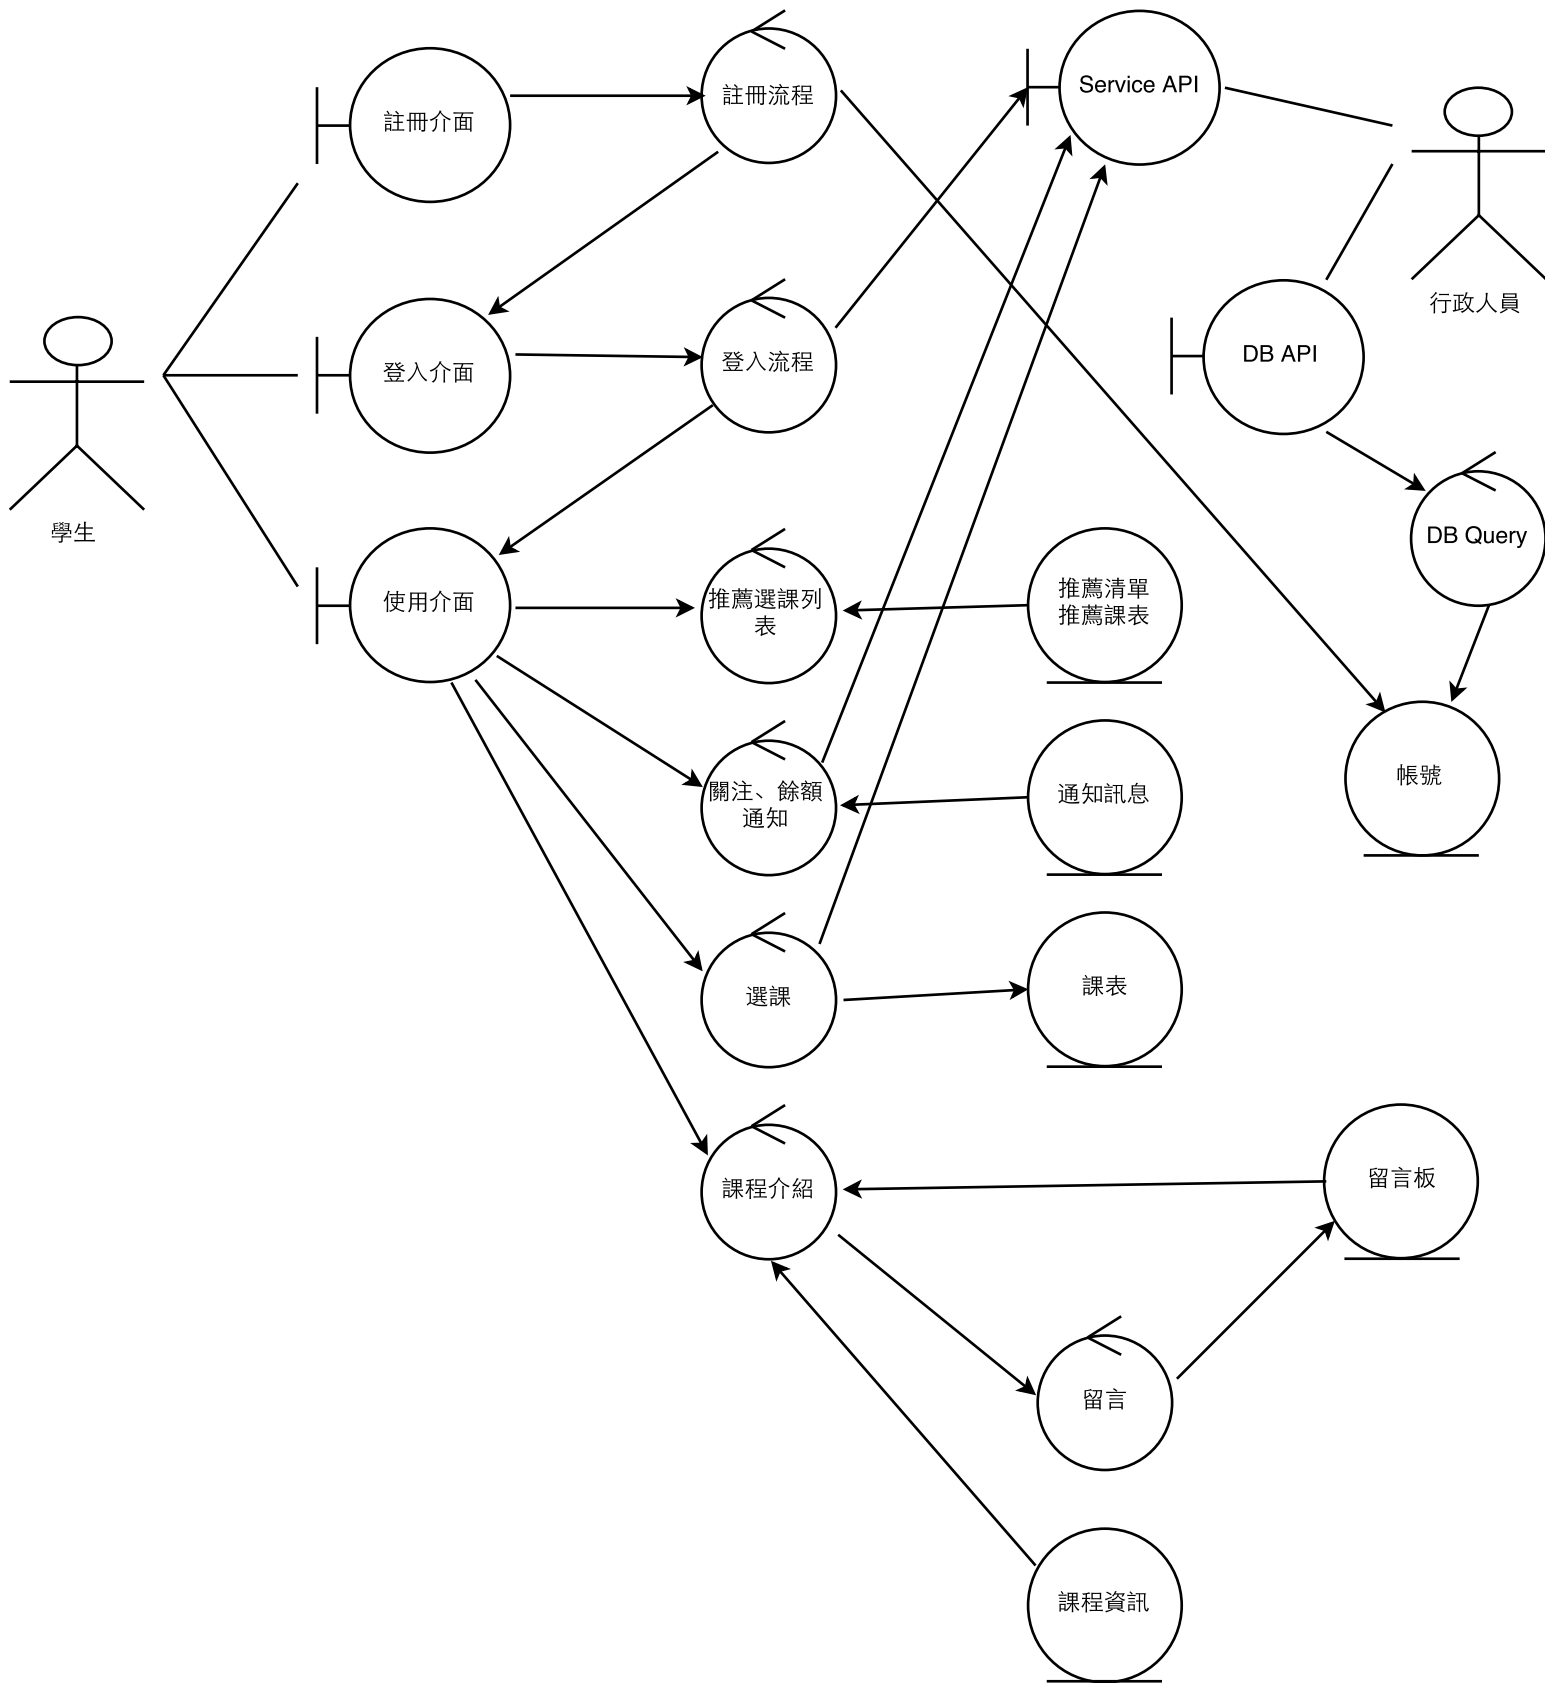 註冊流程
Service API
註冊介面
行政人員
登入介面
登入流程
DB API
學生
DB Query
使用介面
推薦選課列
表
推薦清單
推薦課表
關注、餘額
通知
通知訊息
帳號
選課
課表
課程介紹
留言板
留言
課程資訊